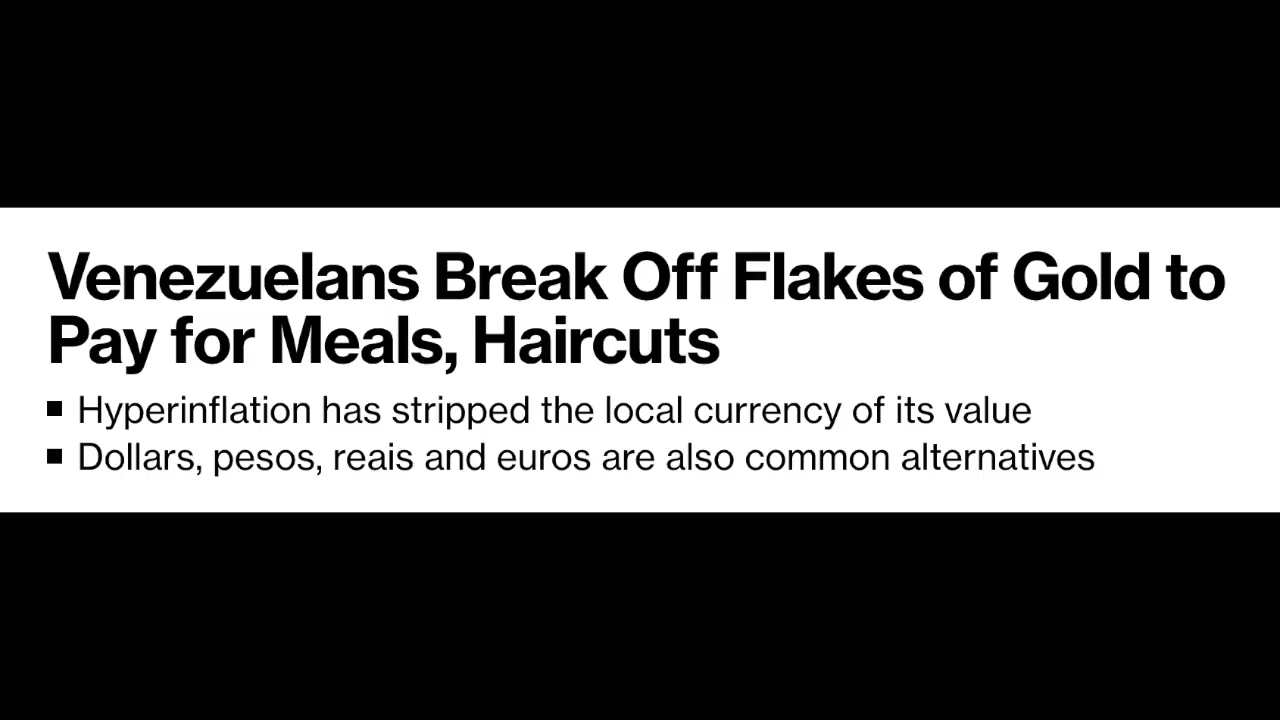 Venezuelans Break Off Flakes of Gold to
Pay for Meals, Haircuts
Hyperinflation has stripped the local currency of its value
Dollars, pesos, reais and euros are also common alternatives